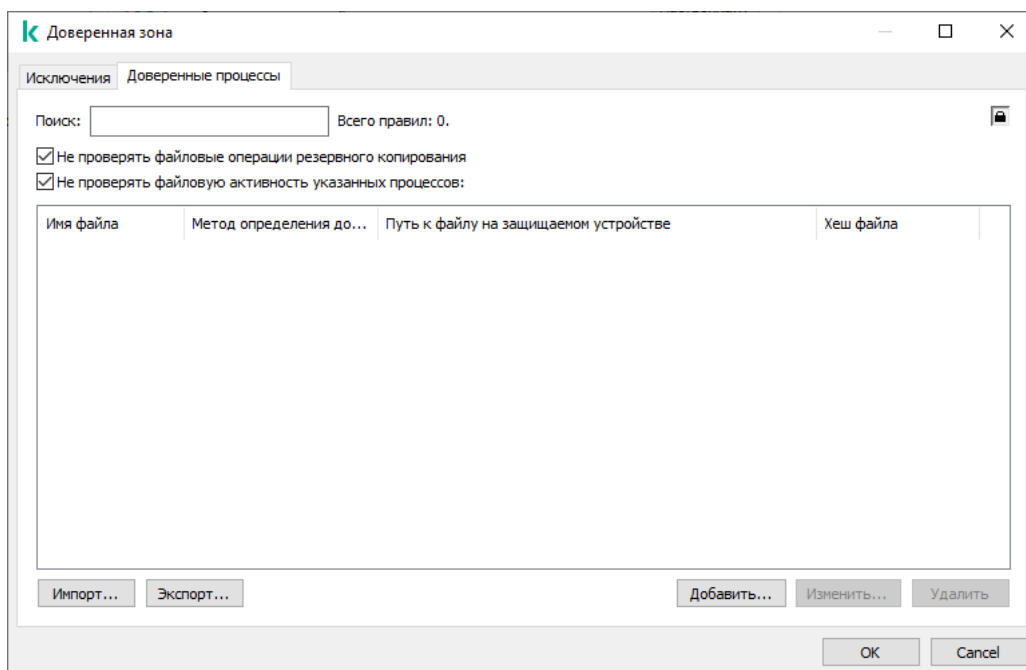 Доверенная зона
Исключения Доверенные процессы
Поиск: Всего правил: 0.
Не проверять файловые операции резервного копирования
Не проверять файловую активность указанных процессов:
Имя файла Метод определения до... Путь к файлу на защищаемом устройстве Хеш файла
Импорт... Экспорт... Добавить... Изменить... Удалить
OK Cancel